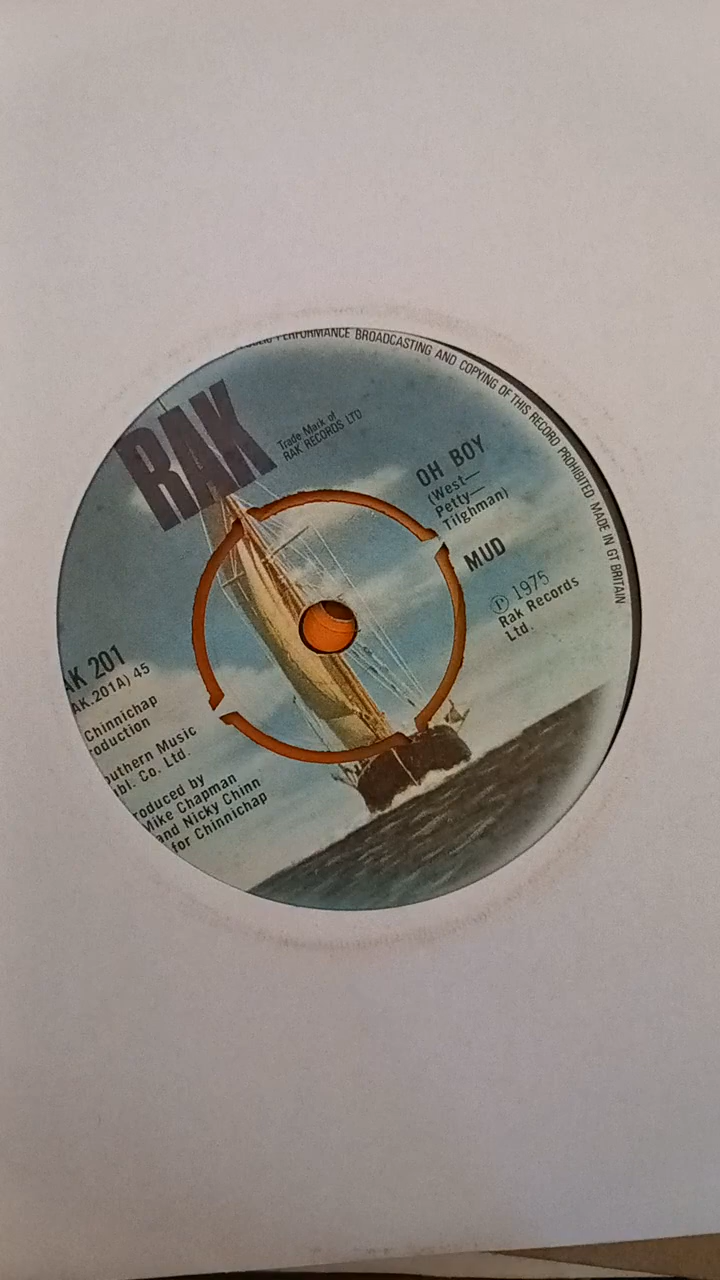 PERFORMANCE BROADCASTING AND COPYING OF THIS RECORD PROHIBITED MADE IN GT BRITAIN
RAK
Trade Mark of
RAK RECORDS LTD
OH BOY
(West—
Petty—
Tilghman)
MUD
Ⓟ 1975
Rak Records
Ltd.
AK 201
AK.201A) 45
Chinnichap
roduction
outhern Music
ubl. Co. Ltd.
roduced by
Mike Chapman
and Nicky Chinn
for Chinnichap